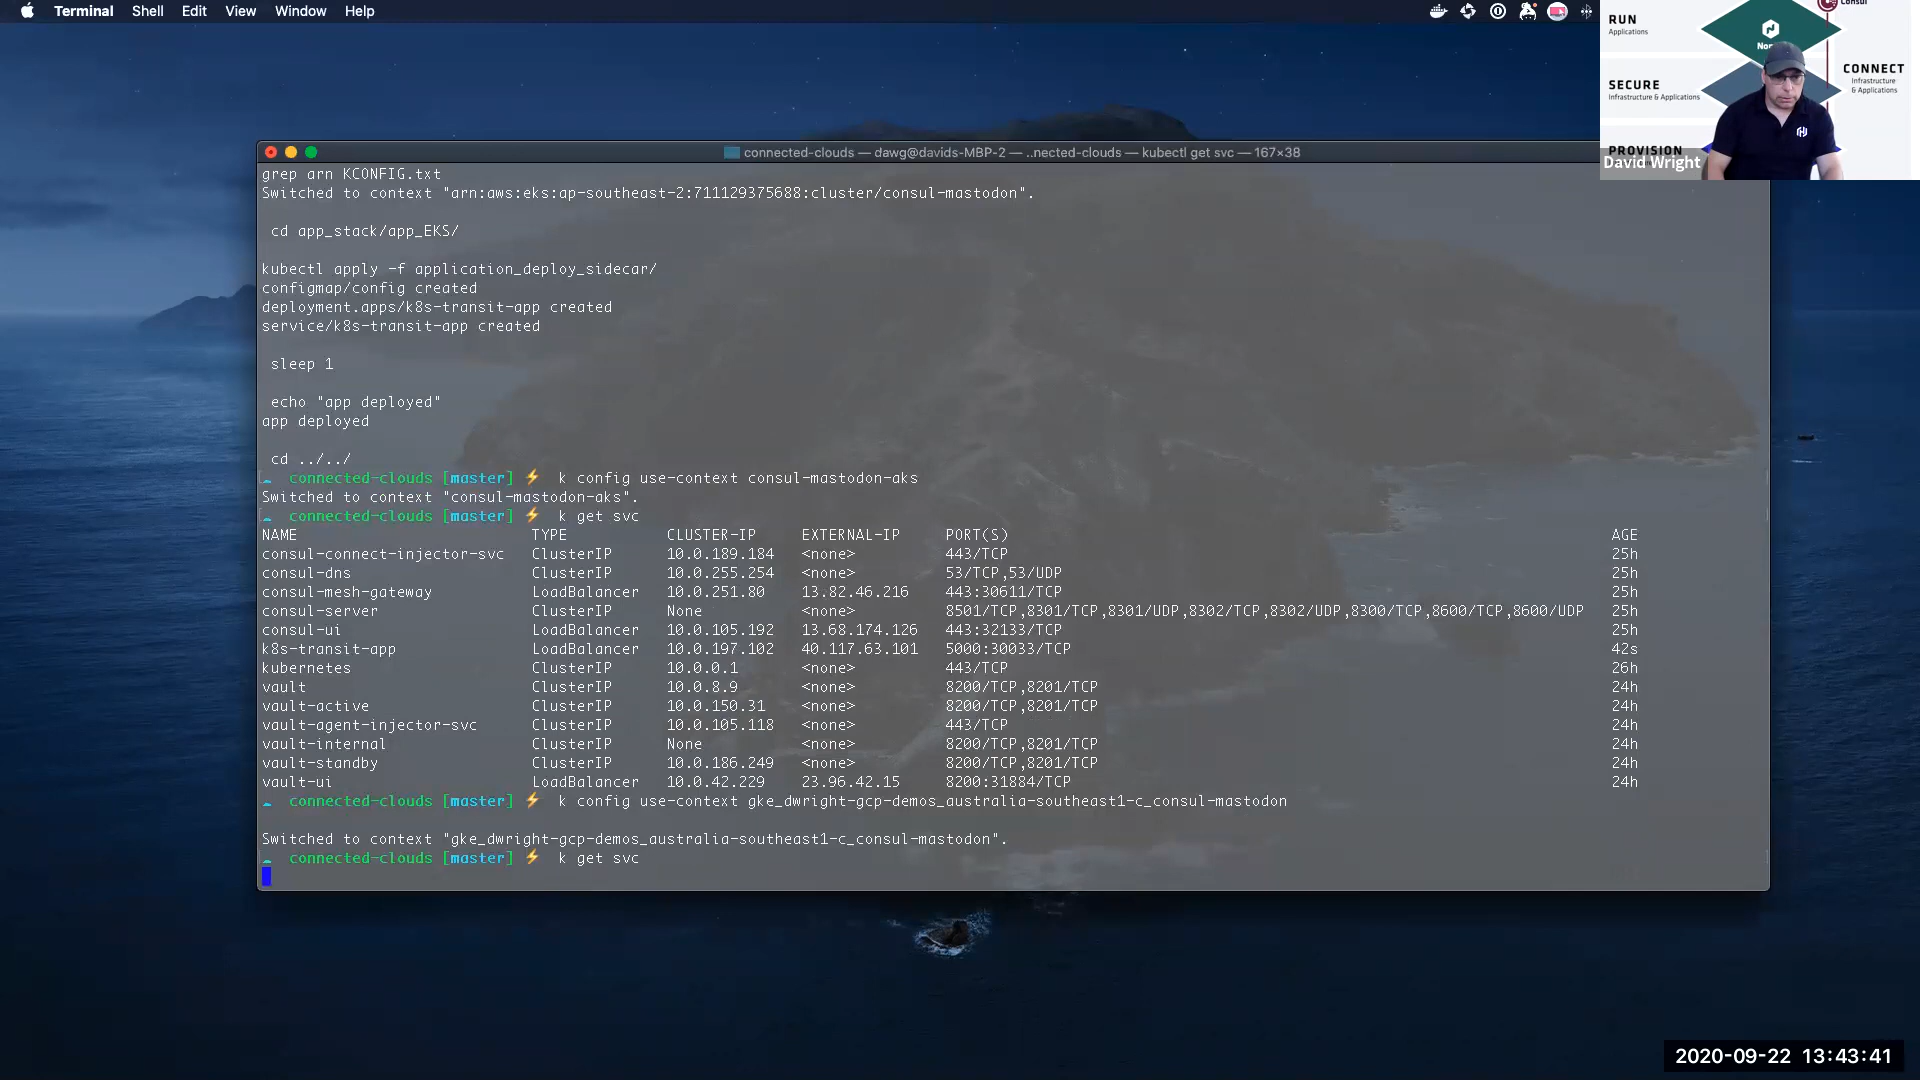 Terminal Shell Edit View Window Help
connected-clouds — dawg@davids-MBP-2 — ..nected-clouds — kubectl get svc — 167×38
grep arn KCONFIG.txt
Switched to context "arn:aws:eks:ap-southeast-2:711129375688:cluster/consul-mastodon".
cd app_stack/app_EKS/
kubectl apply -f application_deploy_sidecar/
configmap/config created
deployment.apps/k8s-transit-app created
service/k8s-transit-app created
sleep 1
echo "app deployed"
app deployed
cd ../../
connected-clouds [master] ⚡ k config use-context consul-mastodon-aks
Switched to context "consul-mastodon-aks".
connected-clouds [master] ⚡ k get svc
NAME TYPE CLUSTER-IP EXTERNAL-IP PORT(S) AGE
consul-connect-injector-svc ClusterIP 10.0.189.184 <none> 443/TCP 25h
consul-dns ClusterIP 10.0.255.254 <none> 53/TCP,53/UDP 25h
consul-mesh-gateway LoadBalancer 10.0.251.80 13.82.46.216 443:30611/TCP 25h
consul-server ClusterIP None <none> 8501/TCP,8301/TCP,8301/UDP,8302/TCP,8302/UDP,8300/TCP,8600/TCP,8600/UDP 25h
consul-ui LoadBalancer 10.0.105.192 13.68.174.126 443:32133/TCP 25h
k8s-transit-app LoadBalancer 10.0.197.102 40.117.63.101 5000:30033/TCP 42s
kubernetes ClusterIP 10.0.0.1 <none> 443/TCP 26h
vault ClusterIP 10.0.8.9 <none> 8200/TCP,8201/TCP 24h
vault-active ClusterIP 10.0.150.31 <none> 8200/TCP,8201/TCP 24h
vault-agent-injector-svc ClusterIP 10.0.105.118 <none> 443/TCP 24h
vault-internal ClusterIP None <none> 8200/TCP,8201/TCP 24h
vault-standby ClusterIP 10.0.186.249 <none> 8200/TCP,8201/TCP 24h
vault-ui LoadBalancer 10.0.42.229 23.96.42.15 8200:31884/TCP 24h
connected-clouds [master] ⚡ k config use-context gke_dwright-gcp-demos_australia-southeast1-c_consul-mastodon
Switched to context "gke_dwright-gcp-demos_australia-southeast1-c_consul-mastodon".
connected-clouds [master] ⚡ k get svc
Consul
RUN
Applications
SECURE
Infrastructure & Applications
CONNECT
Infrastructure
& Applications
PROVISION
David Wright
2020-09-22 13:43:41